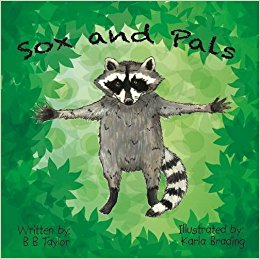 Sox and Pals
Written by:
B B Taylor
Illustrated by:
Karla Brading